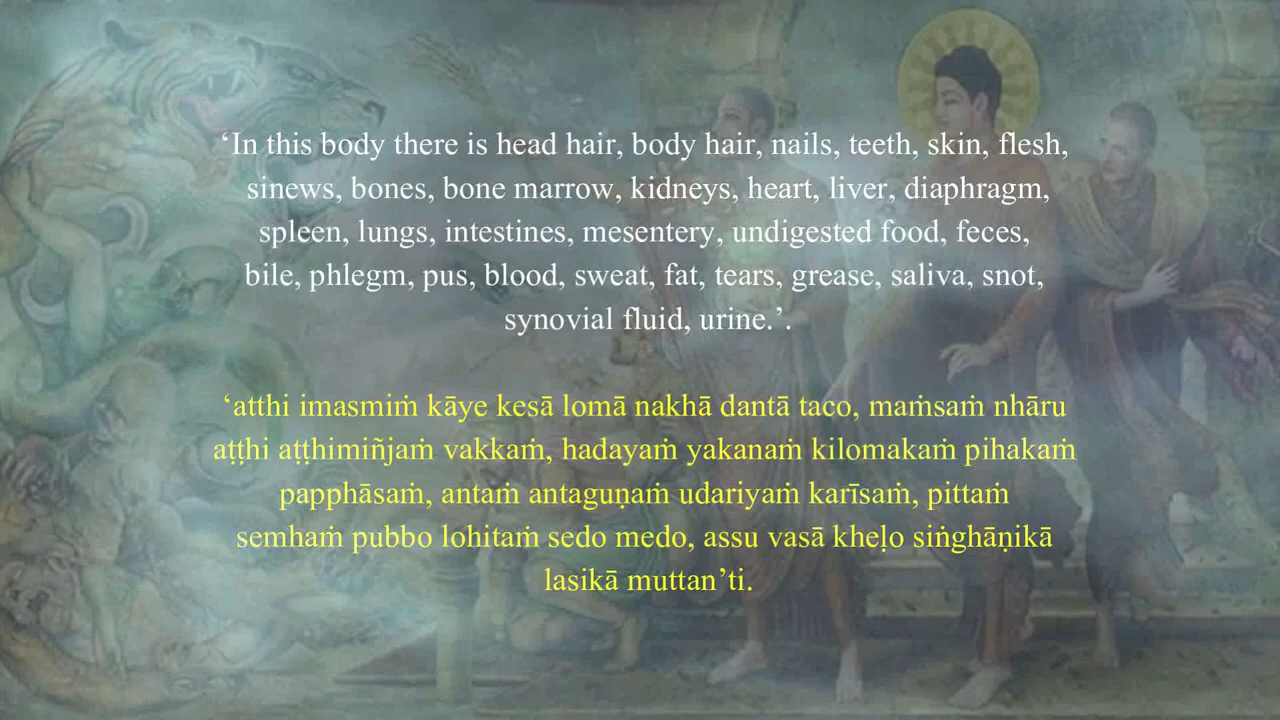 ‘In this body there is head hair, body hair, nails, teeth, skin, flesh,
sinews, bones, bone marrow, kidneys, heart, liver, diaphragm,
spleen, lungs, intestines, mesentery, undigested food, feces,
bile, phlegm, pus, blood, sweat, fat, tears, grease, saliva, snot,
synovial fluid, urine.’.
‘atthi imasmiṁ kāye kesā lomā nakhā dantā taco, maṁsaṁ nhāru
aṭṭhi aṭṭhimiñjaṁ vakkaṁ, hadayaṁ yakanaṁ kilomakaṁ pihakaṁ
papphāsaṁ, antaṁ antaguṇaṁ udariyaṁ karīsaṁ, pittaṁ
semhaṁ pubbo lohitaṁ sedo medo, assu vasā kheḷo siṅghāṇikā
lasikā muttan’ti.